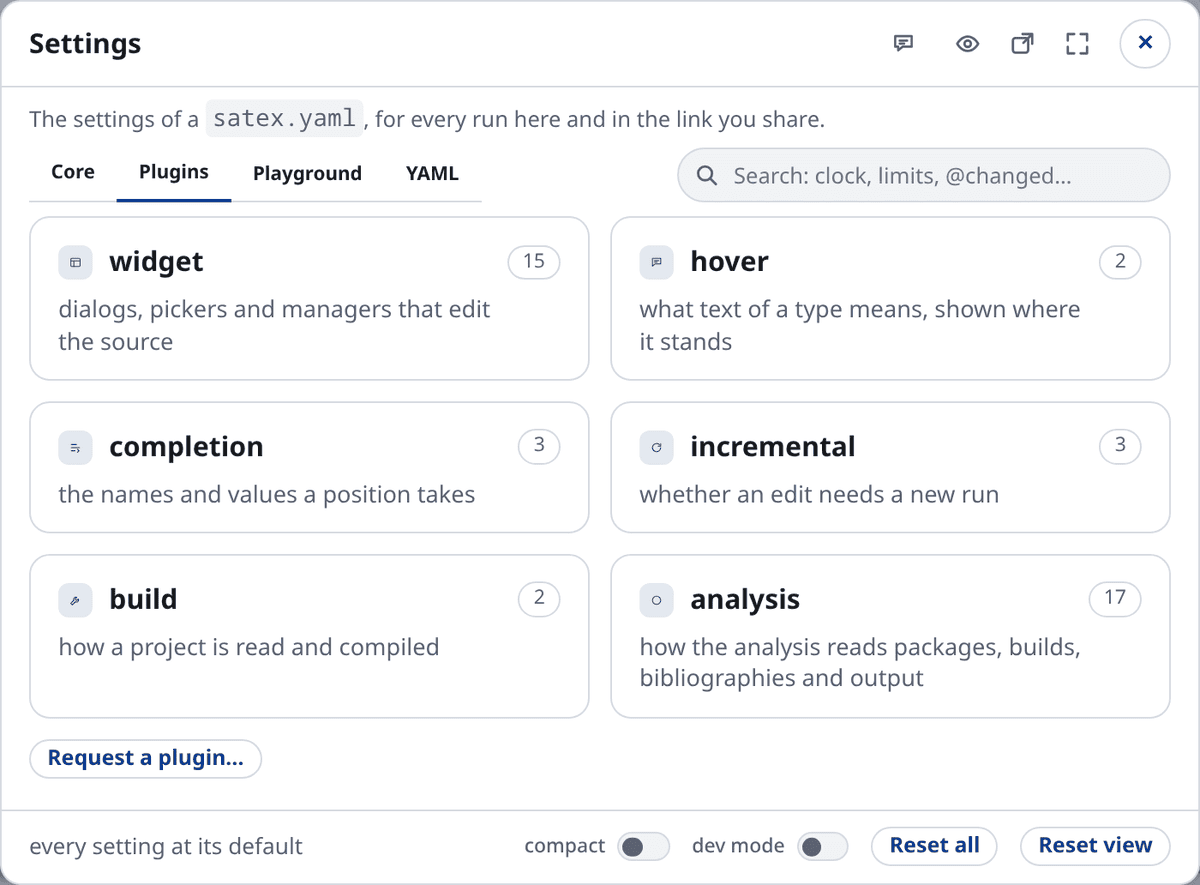 Settings
The settings of a satex.yaml, for every run here and in the link you share.
Core Plugins Playground YAML
Search: clock, limits, @changed...
widget 15
dialogs, pickers and managers that edit
the source
hover 2
what text of a type means, shown where
it stands
completion 3
the names and values a position takes
incremental 3
whether an edit needs a new run
build 2
how a project is read and compiled
analysis 17
how the analysis reads packages, builds,
bibliographies and output
Request a plugin...
every setting at its default
compact dev mode Reset all Reset view